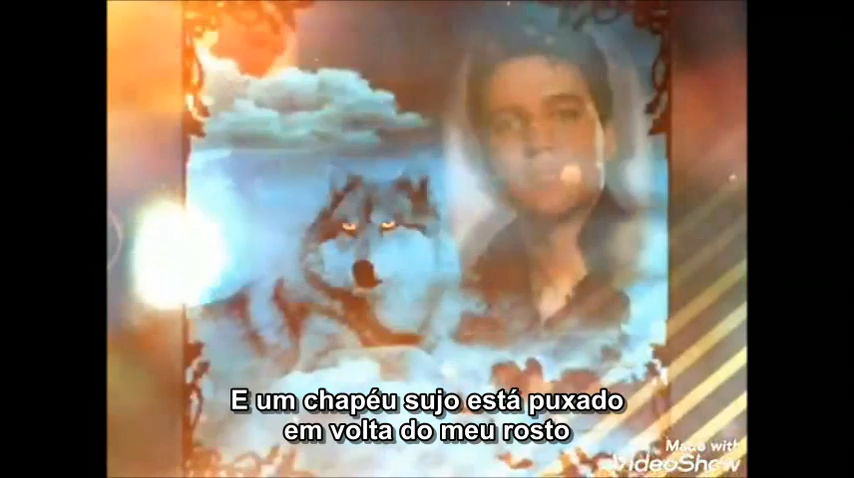 E um chapéu sujo está puxado
em volta do meu rosto
Made with
VideoShow